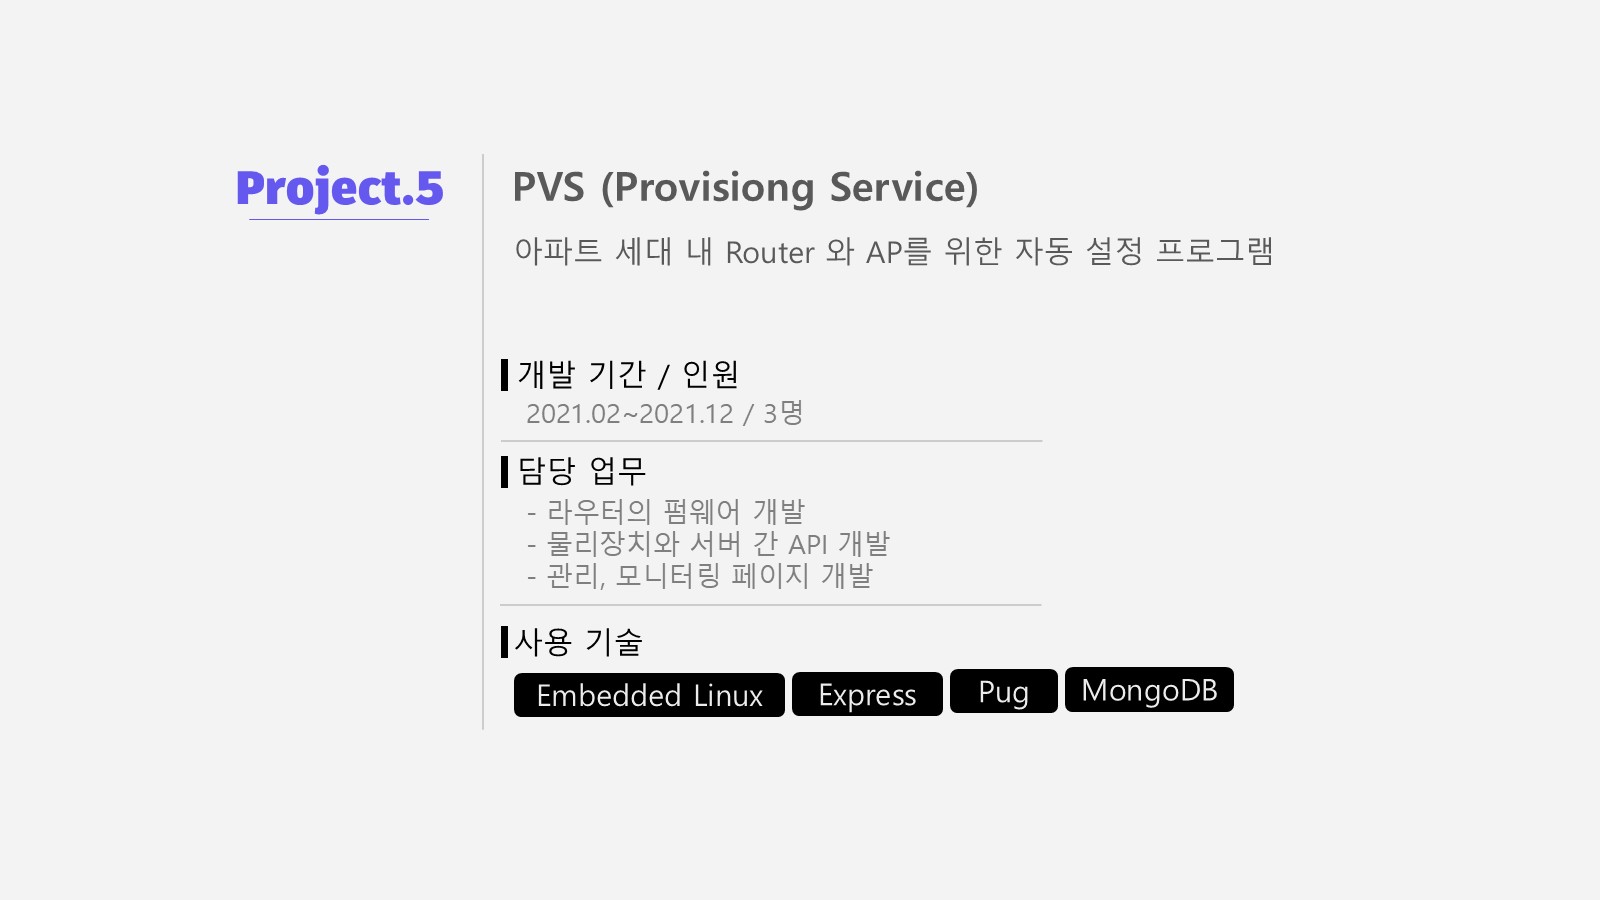 Project.5
PVS (Provisiong Service)
아파트 세대 내 Router 와 AP를 위한 자동 설정 프로그램
개발 기간 / 인원
2021.02~2021.12 / 3명
담당 업무
- 라우터의 펌웨어 개발
- 물리장치와 서버 간 API 개발
- 관리, 모니터링 페이지 개발
사용 기술
Embedded Linux Express Pug MongoDB